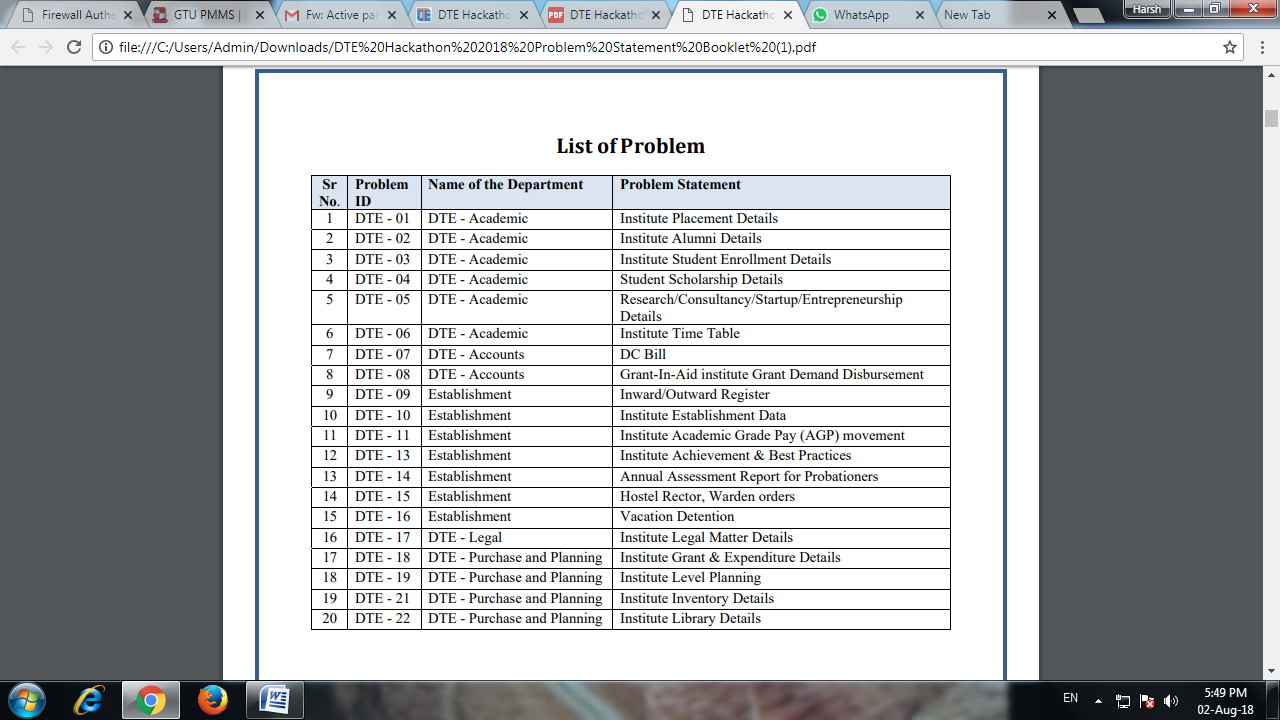 Firewall Authe
GTU PMMS |
Fw: Active pa
DTE Hackatho
DTE Hackatho
DTE Hackatho
WhatsApp
New Tab
Harsh
file:///C:/Users/Admin/Downloads/DTE%20Hackathon%202018%20Problem%20Statement%20Booklet%20(1).pdf
List of Problem
Sr No. Problem ID Name of the Department Problem Statement
1 DTE - 01 DTE - Academic Institute Placement Details
2 DTE - 02 DTE - Academic Institute Alumni Details
3 DTE - 03 DTE - Academic Institute Student Enrollment Details
4 DTE - 04 DTE - Academic Student Scholarship Details
5 DTE - 05 DTE - Academic Research/Consultancy/Startup/Entrepreneurship
Details
6 DTE - 06 DTE - Academic Institute Time Table
7 DTE - 07 DTE - Accounts DC Bill
8 DTE - 08 DTE - Accounts Grant-In-Aid institute Grant Demand Disbursement
9 DTE - 09 Establishment Inward/Outward Register
10 DTE - 10 Establishment Institute Establishment Data
11 DTE - 11 Establishment Institute Academic Grade Pay (AGP) movement
12 DTE - 13 Establishment Institute Achievement & Best Practices
13 DTE - 14 Establishment Annual Assessment Report for Probationers
14 DTE - 15 Establishment Hostel Rector, Warden orders
15 DTE - 16 Establishment Vacation Detention
16 DTE - 17 DTE - Legal Institute Legal Matter Details
17 DTE - 18 DTE - Purchase and Planning Institute Grant & Expenditure Details
18 DTE - 19 DTE - Purchase and Planning Institute Level Planning
19 DTE - 21 DTE - Purchase and Planning Institute Inventory Details
20 DTE - 22 DTE - Purchase and Planning Institute Library Details
EN
5:49 PM
02-Aug-18